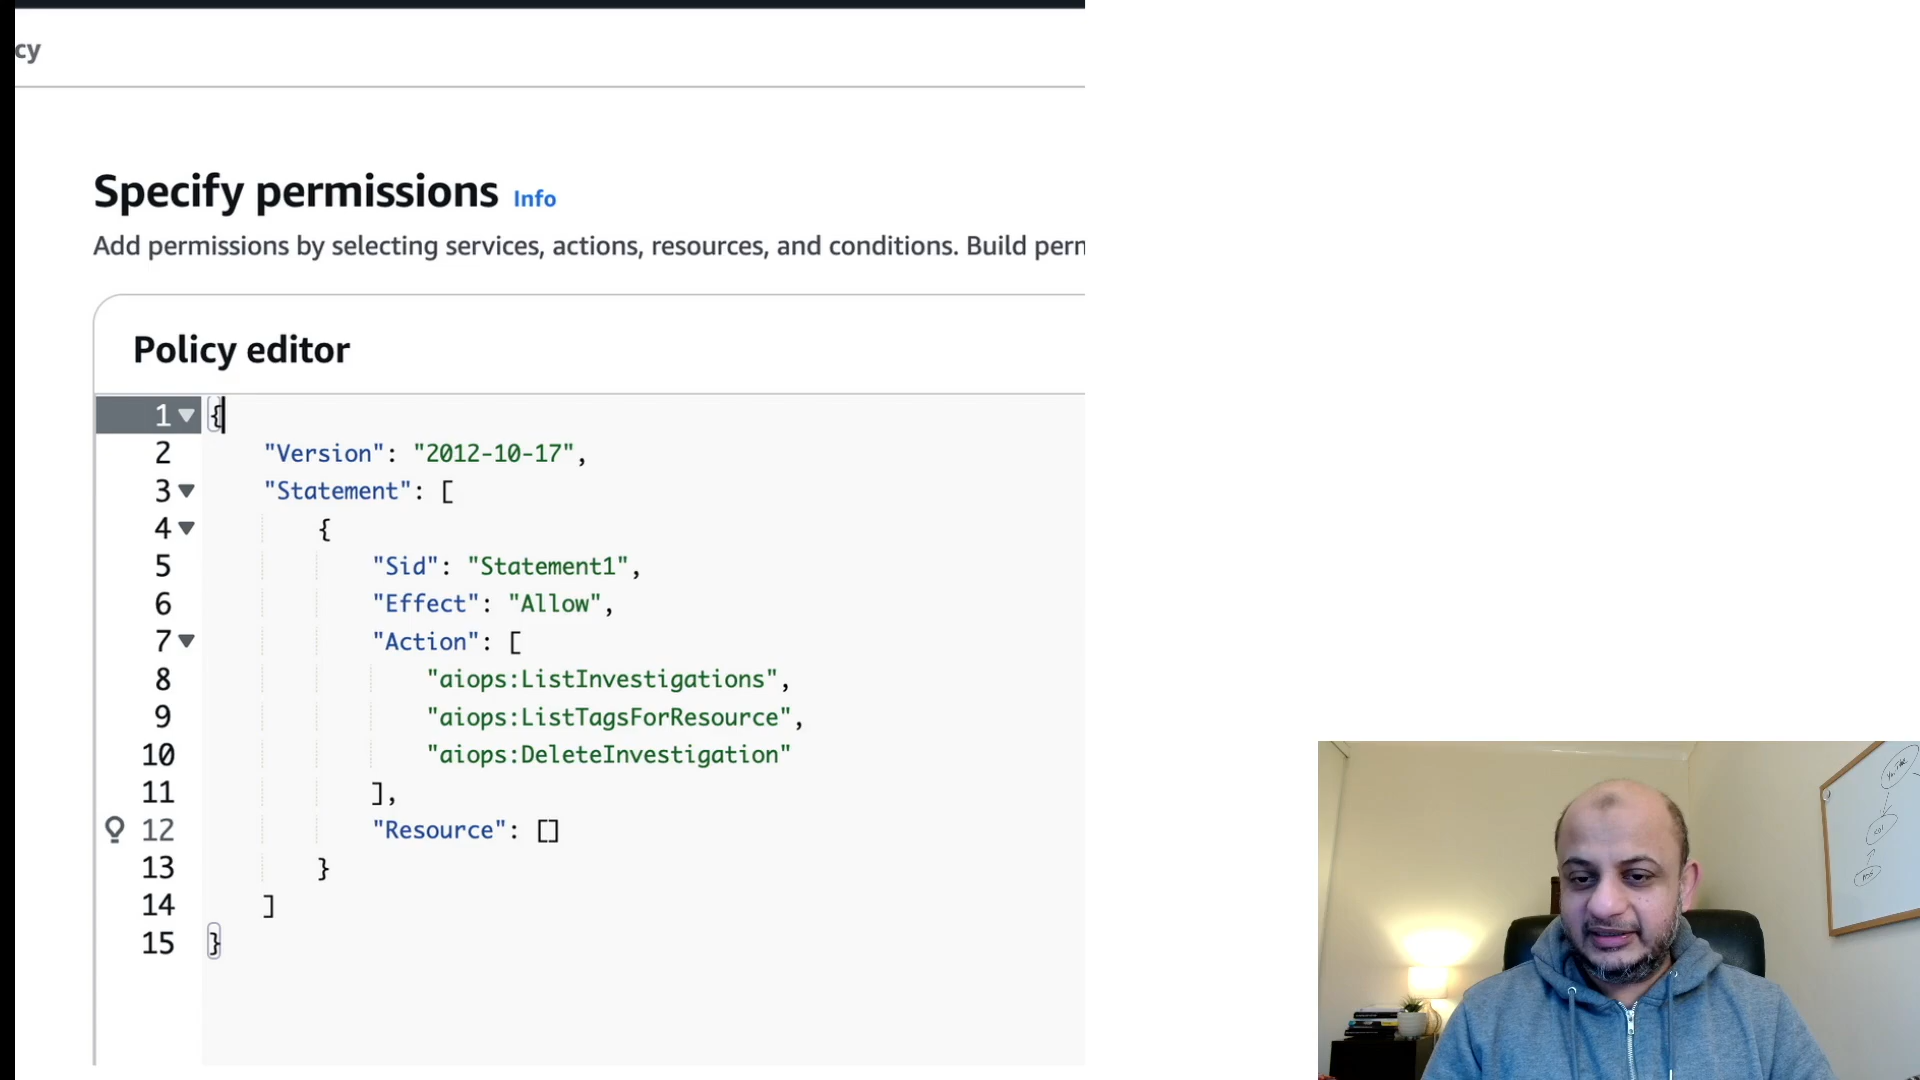 cy
Specify permissions Info
Add permissions by selecting services, actions, resources, and conditions. Build perm
Policy editor
1 {
2 "Version": "2012-10-17",
3 "Statement": [
4 {
5 "Sid": "Statement1",
6 "Effect": "Allow",
7 "Action": [
8 "aiops:ListInvestigations",
9 "aiops:ListTagsForResource",
10 "aiops:DeleteInvestigation"
11 ],
12 "Resource": []
13 }
14 ]
15 }
YouTube